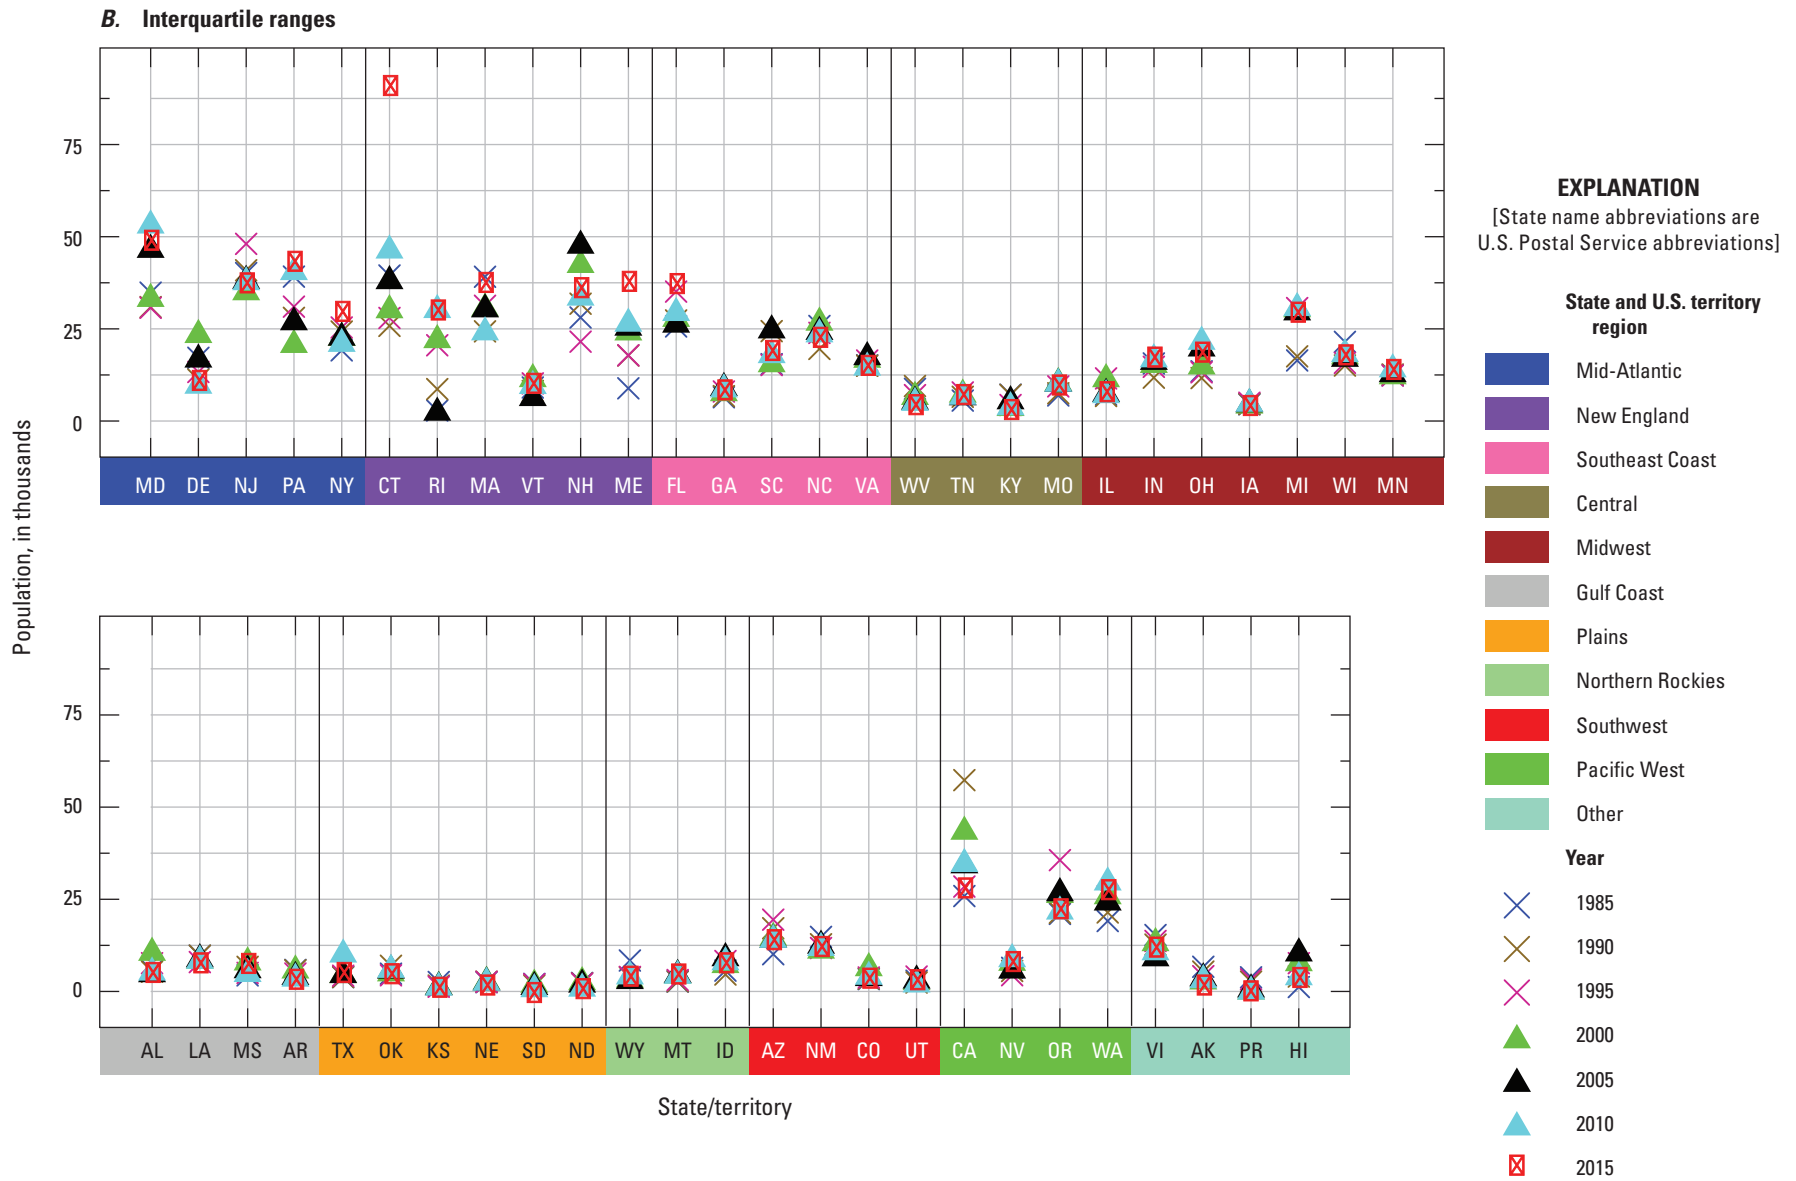 B. Interquartile ranges
75
50
25
0
MD DE NJ PA NY CT RI MA VT NH ME FL GA SC NC VA WV TN KY MO IL IN OH IA MI WI MN
Population, in thousands
75
50
25
0
AL LA MS AR TX OK KS NE SD ND WY MT ID AZ NM CO UT CA NV OR WA VI AK PR HI
State/territory
EXPLANATION
[State name abbreviations are
U.S. Postal Service abbreviations]
State and U.S. territory
region
Mid-Atlantic
New England
Southeast Coast
Central
Midwest
Gulf Coast
Plains
Northern Rockies
Southwest
Pacific West
Other
Year
1985
1990
1995
2000
2005
2010
2015